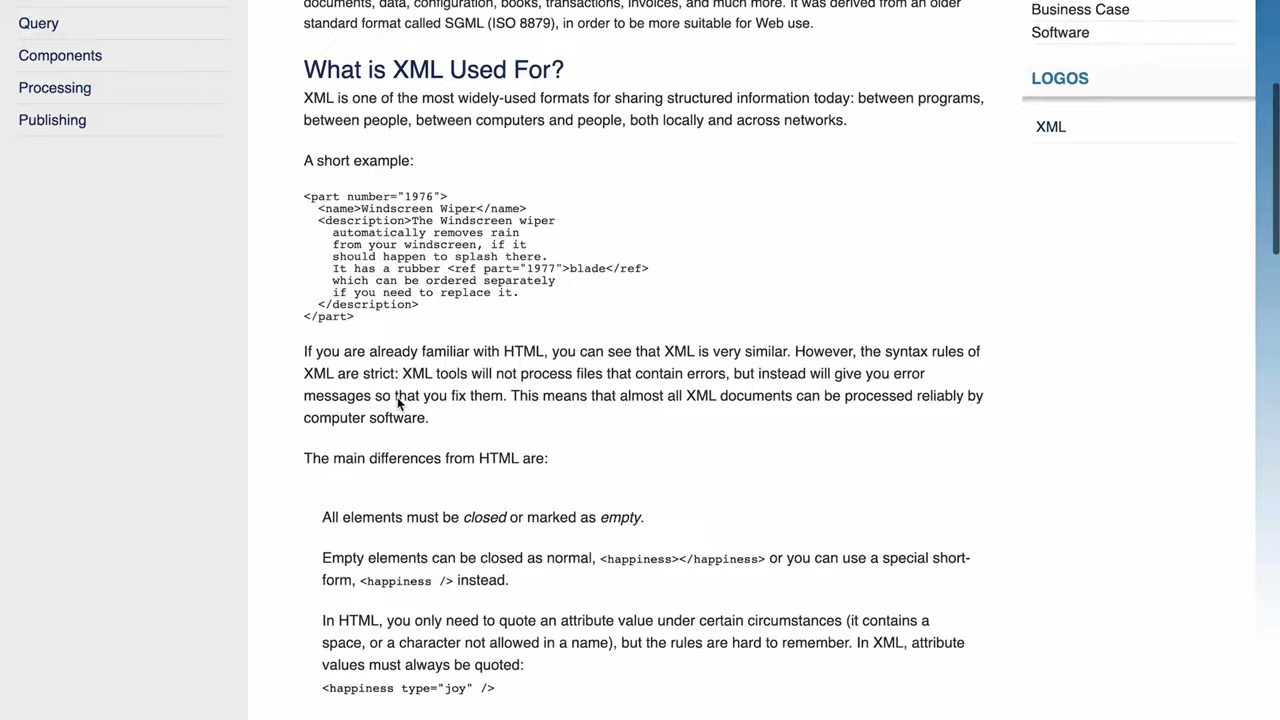 Query
Components
Processing
Publishing
documents, data, configuration, books, transactions, invoices, and much more. It was derived from an older
standard format called SGML (ISO 8879), in order to be more suitable for Web use.
What is XML Used For?
XML is one of the most widely-used formats for sharing structured information today: between programs,
between people, between computers and people, both locally and across networks.
A short example:
<part number="1976">
  <name>Windscreen Wiper</name>
  <description>The Windscreen wiper
    automatically removes rain
    from your windscreen, if it
    should happen to splash there.
    It has a rubber <ref part="1977">blade</ref>
    which can be ordered separately
    if you need to replace it.
  </description>
</part>
If you are already familiar with HTML, you can see that XML is very similar. However, the syntax rules of
XML are strict: XML tools will not process files that contain errors, but instead will give you error
messages so that you fix them. This means that almost all XML documents can be processed reliably by
computer software.
The main differences from HTML are:
All elements must be closed or marked as empty.
Empty elements can be closed as normal, <happiness></happiness> or you can use a special short-
form, <happiness /> instead.
In HTML, you only need to quote an attribute value under certain circumstances (it contains a
space, or a character not allowed in a name), but the rules are hard to remember. In XML, attribute
values must always be quoted:
<happiness type="joy" />
Business Case
Software
LOGOS
XML